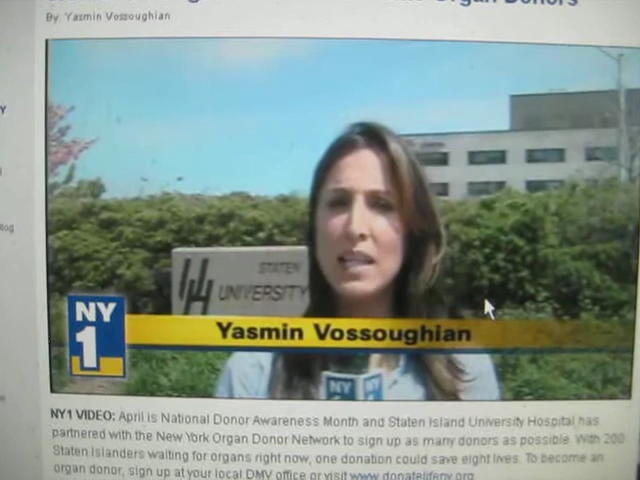 Organ Donors
By Yasmin Vossoughian
Y
STATEN
UNIVERSITY
NY
1
Yasmin Vossoughian
NY
NY1 VIDEO: April is National Donor Awareness Month and Staten Island University Hospital has
partnered with the New York Organ Donor Network to sign up as many donors as possible. With 200
Staten Islanders waiting for organs right now, one donation could save eight lives. To become an
organ donor, sign up at your local DMV office or visit www.donatelifeny.org